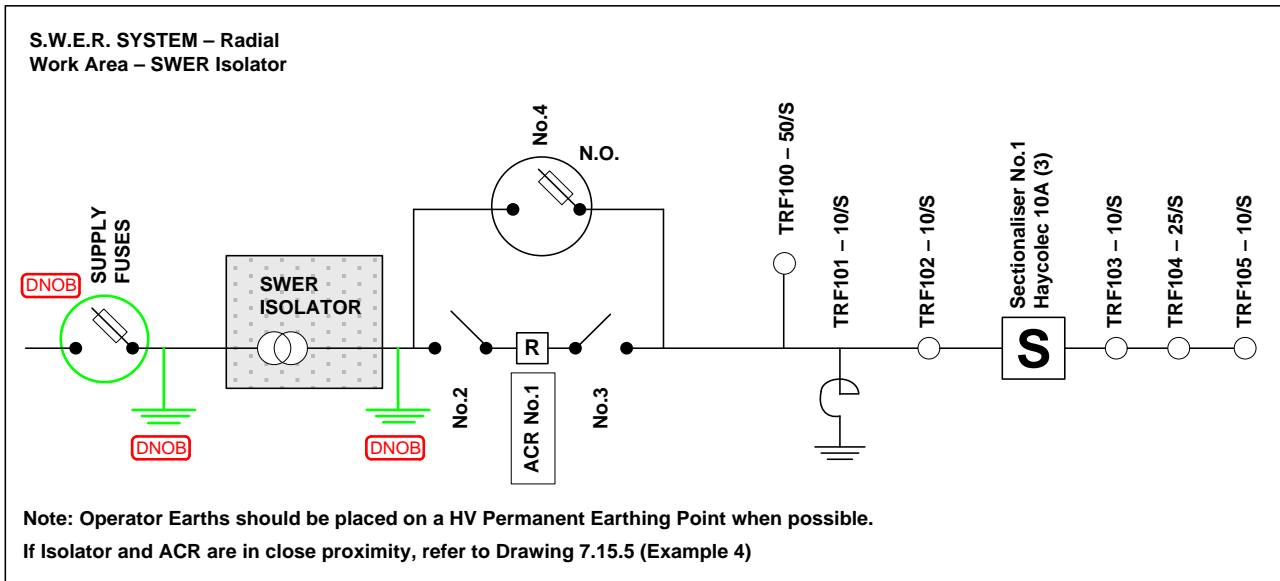 S.W.E.R. SYSTEM – Radial
Work Area – SWER Isolator
No.4
N.O.
SUPPLY
FUSES
DNOB
SWER
ISOLATOR
DNOB
DNOB
No.2
R
ACR No.1
No.3
TRF100 – 50/S
TRF101 – 10/S
TRF102 – 10/S
Sectionaliser No.1
Haycolec 10A (3)
S
TRF103 – 10/S
TRF104 – 25/S
TRF105 – 10/S
Note: Operator Earths should be placed on a HV Permanent Earthing Point when possible.
If Isolator and ACR are in close proximity, refer to Drawing 7.15.5 (Example 4)